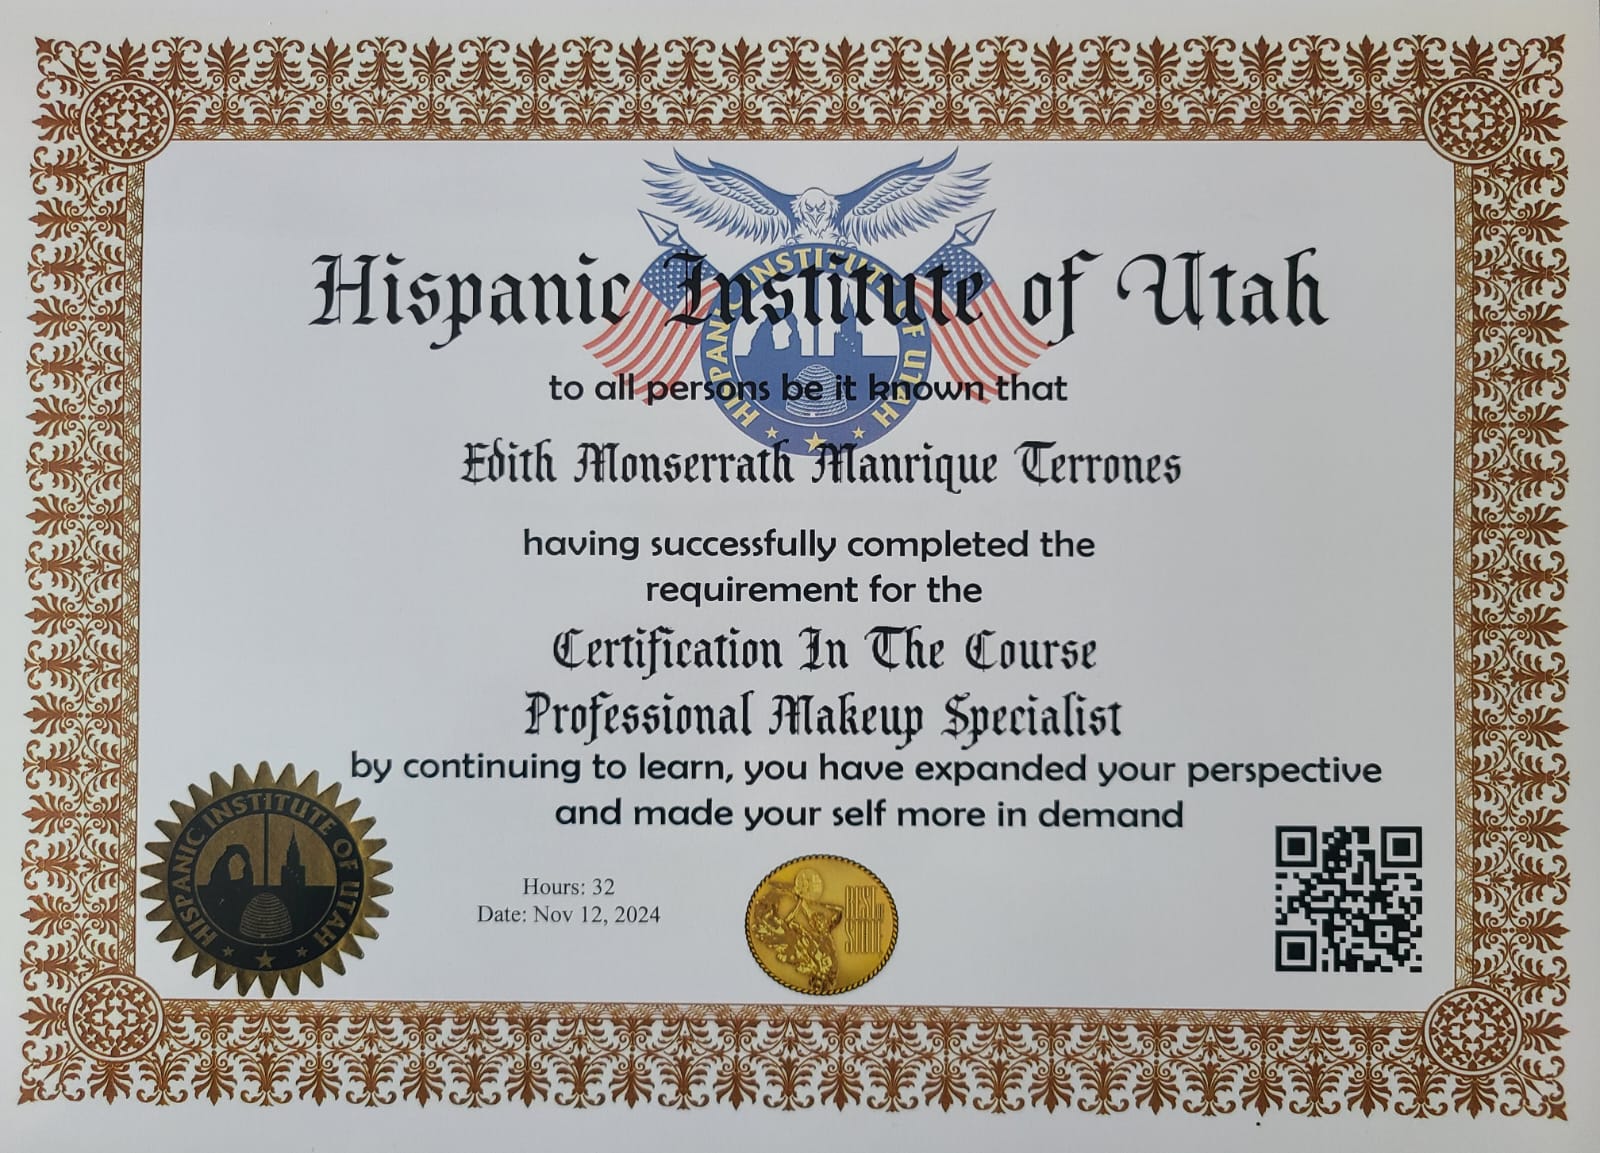 HISPANIC INSTITUTE OF UTAH
Hispanic Institute of Utah
to all persons be it known that
Edith Monserrath Manrique Terrones
having successfully completed the
requirement for the
Certification In The Course
Professional Makeup Specialist
by continuing to learn, you have expanded your perspective
and made your self more in demand
HISPANIC INSTITUTE OF UTAH
Hours: 32
Date: Nov 12, 2024
BEST OF
STATE